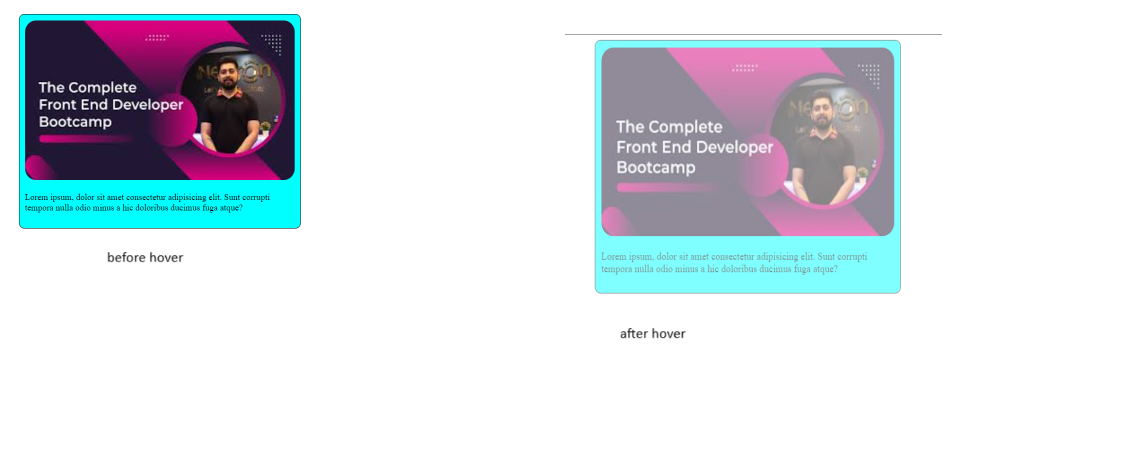 The Complete
Front End Developer
Bootcamp
Lorem ipsum, dolor sit amet consectetur adipisicing elit. Sunt corrupti
tempora nulla odio minus a hic doloribus ducimus fuga atque?
before hover
The Complete
Front End Developer
Bootcamp
Lorem ipsum, dolor sit amet consectetur adipisicing elit. Sunt corrupti
tempora nulla odio minus a hic doloribus ducimus fuga atque?
after hover